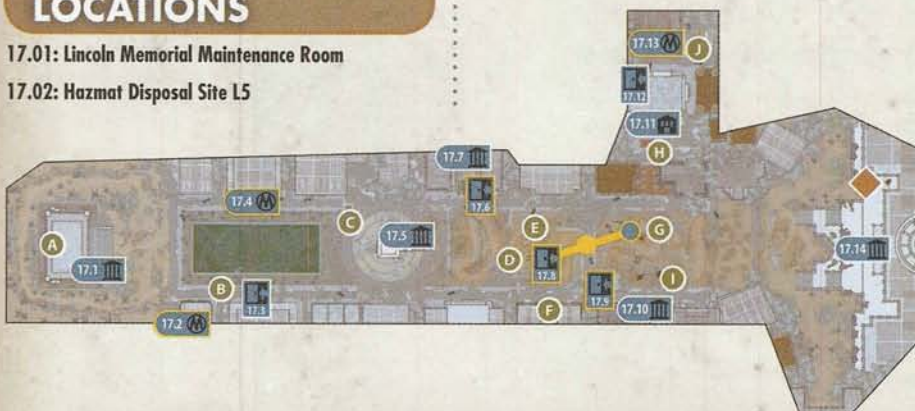 LOCATIONS
17.01: Lincoln Memorial Maintenance Room
17.02: Hazmat Disposal Site L5
17.13
J
17.12
17.11
H
17.7
17.6
17.4
C
17.5
E
G
A
17.1
D
17.8
17.14
B
17.3
17.9
I
F
17.10
17.2